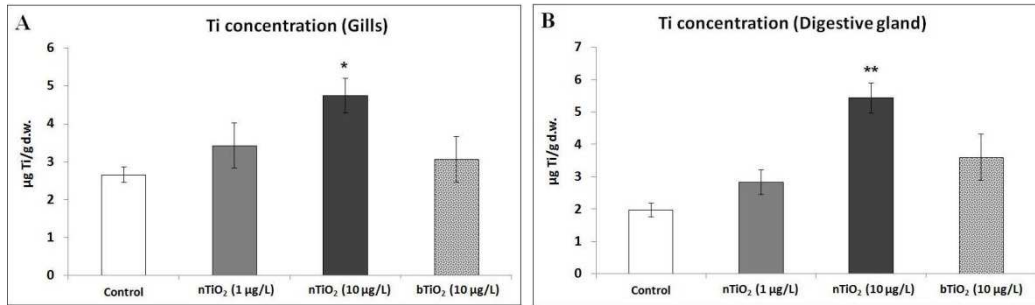 A
Ti concentration (Gills)
µg Ti/g d.w.
6
5
4
3
2
1
0
*
Control
nTiO₂ (1 µg/L)
nTiO₂ (10 µg/L)
bTiO₂ (10 µg/L)
B
Ti concentration (Digestive gland)
µg Ti/g d.w.
7
6
5
4
3
2
1
0
**
Control
nTiO₂ (1 µg/L)
nTiO₂ (10 µg/L)
bTiO₂ (10 µg/L)